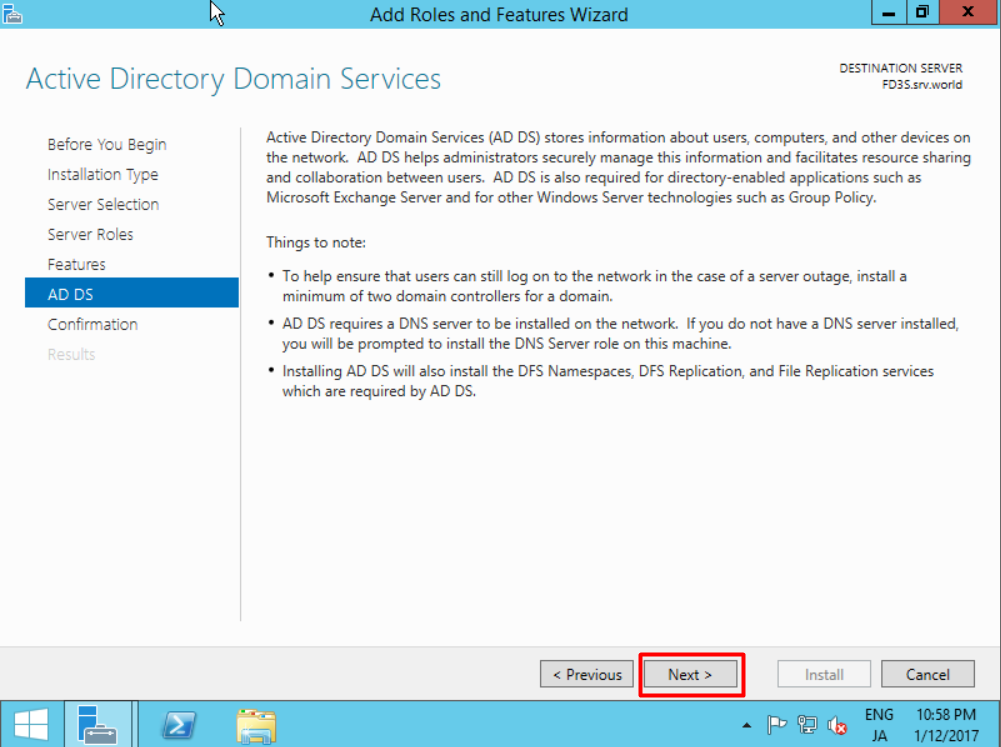 Add Roles and Features Wizard
Active Directory Domain Services
DESTINATION SERVER
FD3S.srv.world
Before You Begin
Installation Type
Server Selection
Server Roles
Features
AD DS
Confirmation
Results
Active Directory Domain Services (AD DS) stores information about users, computers, and other devices on
the network.  AD DS helps administrators securely manage this information and facilitates resource sharing
and collaboration between users.  AD DS is also required for directory-enabled applications such as
Microsoft Exchange Server and for other Windows Server technologies such as Group Policy.
Things to note:
• To help ensure that users can still log on to the network in the case of a server outage, install a
minimum of two domain controllers for a domain.
• AD DS requires a DNS server to be installed on the network.  If you do not have a DNS server installed,
you will be prompted to install the DNS Server role on this machine.
• Installing AD DS will also install the DFS Namespaces, DFS Replication, and File Replication services
which are required by AD DS.
< Previous
Next >
Install
Cancel
ENG
JA
10:58 PM
1/12/2017